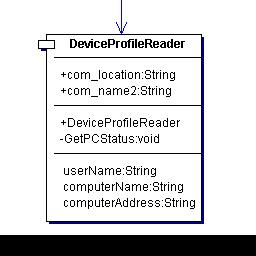 DeviceProfileReader
+com_location:String
+com_name2:String
+DeviceProfileReader
-GetPCStatus:void
userName:String
computerName:String
computerAddress:String